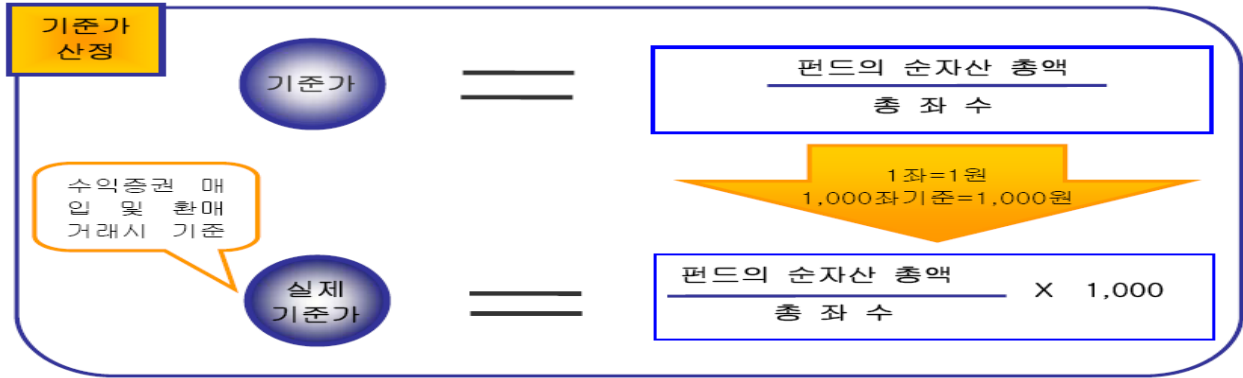 기준가
산정
기준가
펀드의 순자산 총액
총 좌 수
1좌=1원
1,000좌기준=1,000원
수익증권 매
입 및 환매
거래시 기준
실제
기준가
펀드의 순자산 총액
총 좌 수
X 1,000